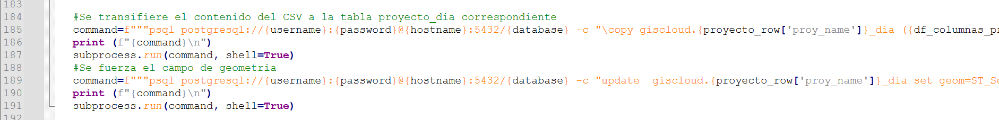 183
184 #Se transifiere el contenido del CSV a la tabla proyecto_dia correspondiente
185 command=f"""psql postgresql://{username}:{password}@{hostname}:5432/{database} -c "\copy giscloud.{proyecto_row['proy_name']}_dia ({df_columnas_pr
186 print (f"{command}\n")
187 subprocess.run(command, shell=True)
188 #Se fuerza el campo de geometria
189 command=f"""psql postgresql://{username}:{password}@{hostname}:5432/{database} -c "update  giscloud.{proyecto_row['proy_name']}_dia set geom=ST_Se
190 print (f"{command}\n")
191 subprocess.run(command, shell=True)
192